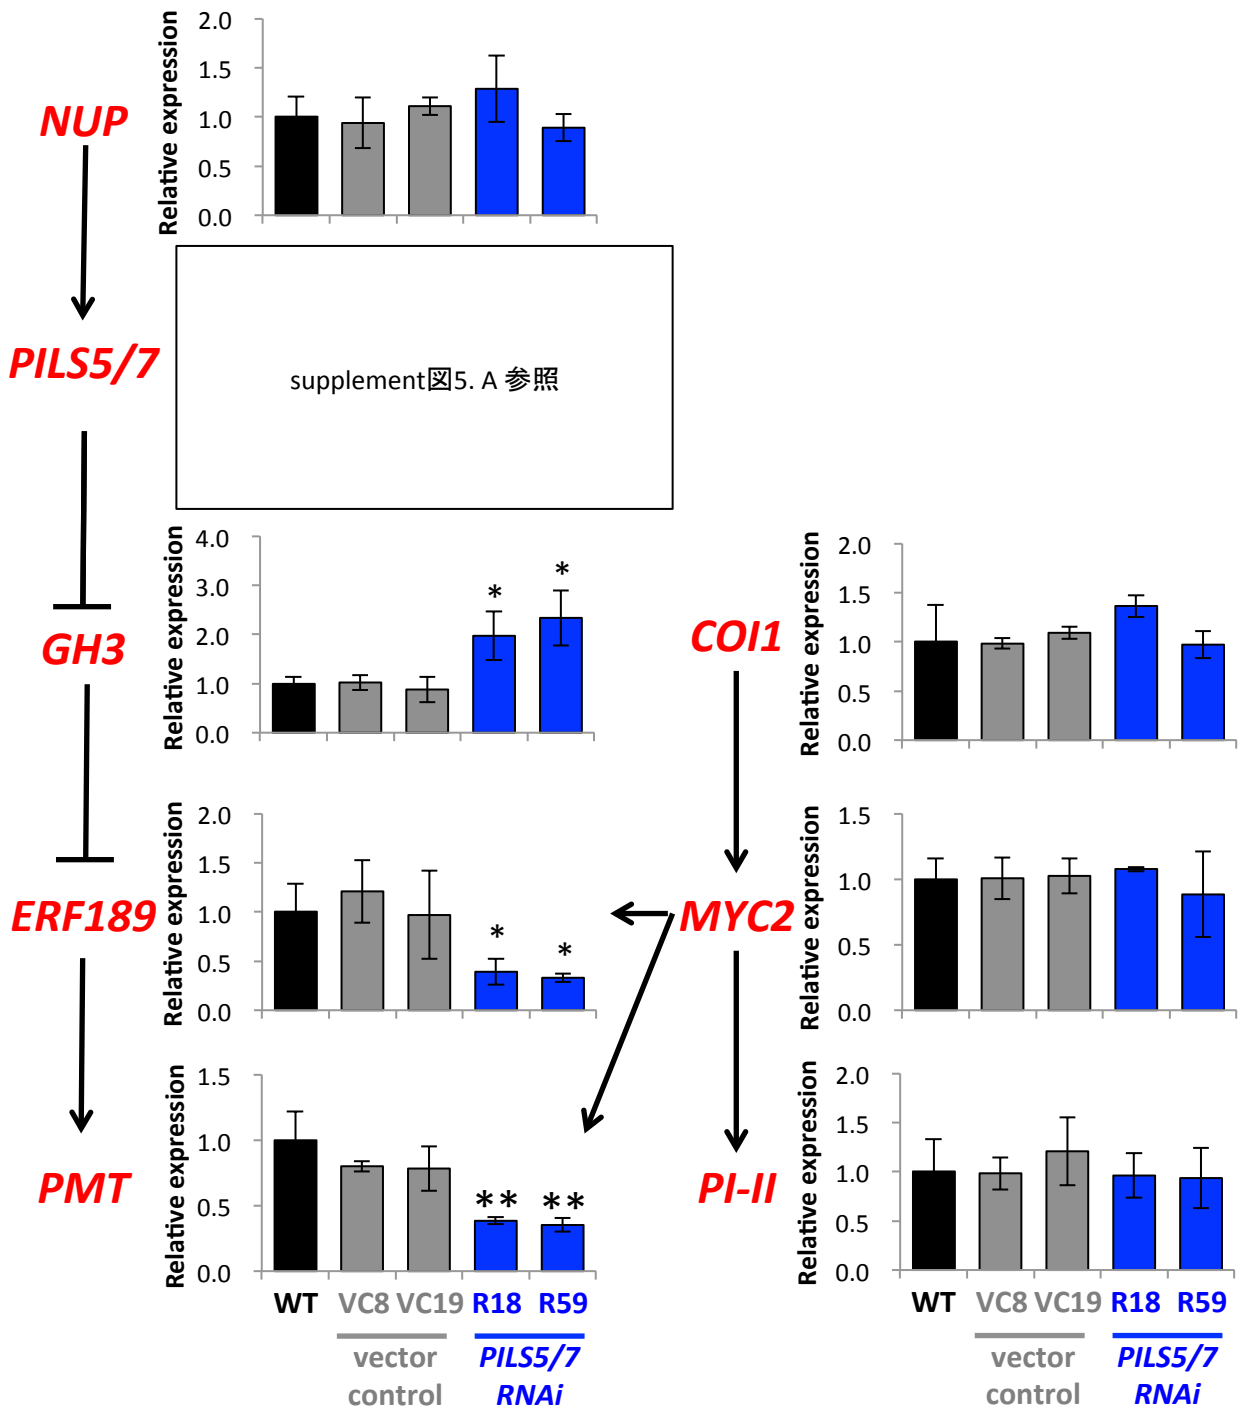 NUP
Relative expression
2.0
1.5
1.0
0.5
0.0
PILS5/7
supplement図5. A 参照
GH3
Relative expression
4.0
3.0
2.0
1.0
0.0
*
*
COI1
Relative expression
2.0
1.5
1.0
0.5
0.0
ERF189
Relative expression
2.0
1.5
1.0
0.5
0.0
*
*
MYC2
Relative expression
1.5
1.0
0.5
0.0
PMT
Relative expression
1.5
1.0
0.5
0.0
**
**
PI-II
Relative expression
2.0
1.5
1.0
0.5
0.0
WT VC8 VC19 R18 R59
vector
control
PILS5/7
RNAi
WT VC8 VC19 R18 R59
vector
control
PILS5/7
RNAi